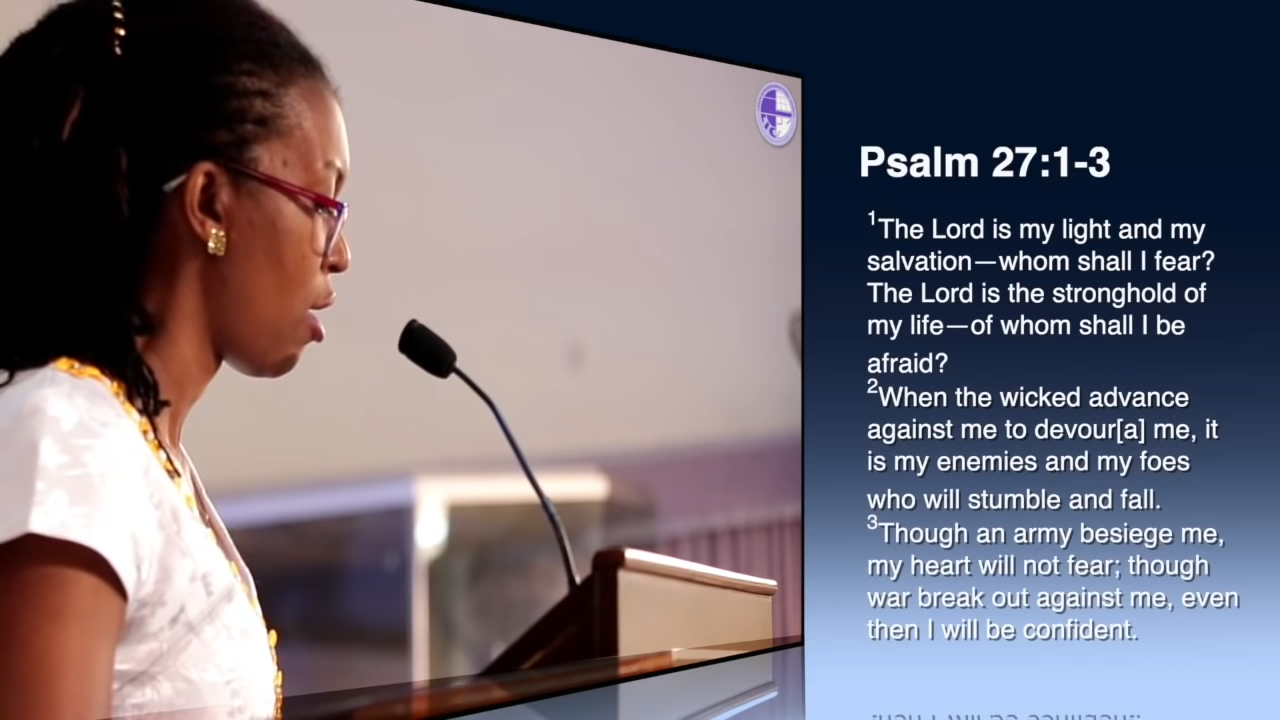 Psalm 27:1-3
1The Lord is my light and my
salvation—whom shall I fear?
The Lord is the stronghold of
my life—of whom shall I be
afraid?
2When the wicked advance
against me to devour[a] me, it
is my enemies and my foes
who will stumble and fall.
3Though an army besiege me,
my heart will not fear; though
war break out against me, even
then I will be confident.